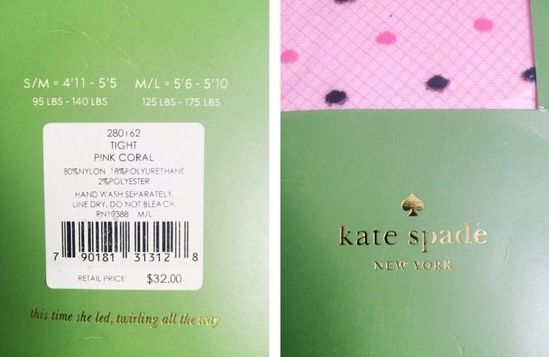 S/M = 4'11 - 5'5 M/L = 5'6 - 5'10
95 LBS - 140 LBS 125 LBS - 175 LBS
280162
TIGHT
PINK CORAL
80%NYLON 18%POLYURETHANE
2%POLYESTER
HAND WASH SEPARATELY.
LINE DRY. DO NOT BLEACH.
RN19388 M/L
7 90181 31312 8
RETAIL PRICE $32.00
this time she led, twirling all the way
kate spade
NEW YORK